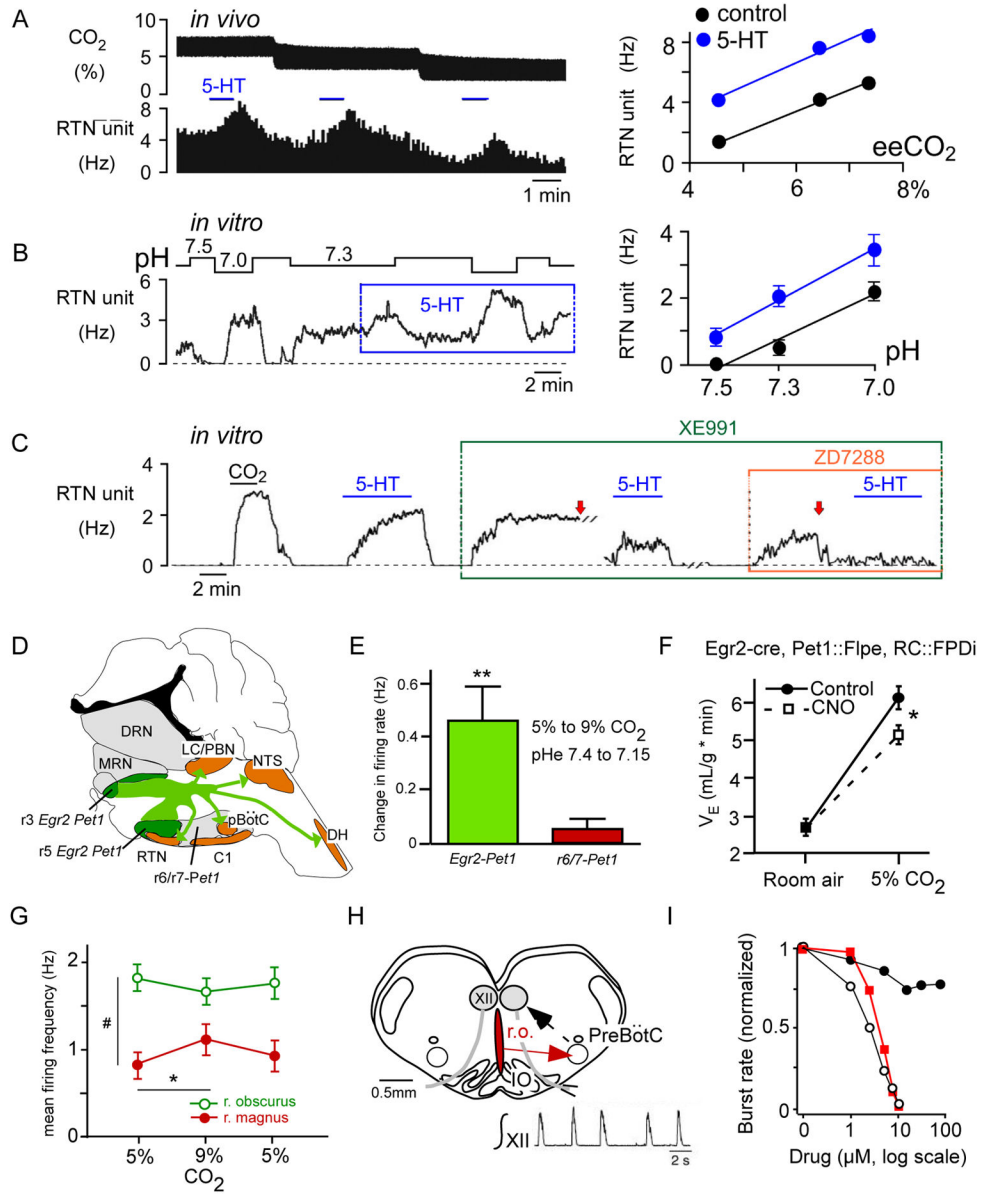 A
in vivo
CO2
(%)
10
5
0
5-HT
RTN unit
(Hz)
8
4
0
1 min
control
5-HT
RTN unit (Hz)
8
4
0
eeCO2
4
6
8%
B
in vitro
pH
7.5
7.0
7.3
RTN unit
(Hz)
6
3
0
5-HT
2 min
RTN unit (Hz)
4
2
0
pH
7.5
7.3
7.0
C
in vitro
XE991
ZD7288
CO2
5-HT
5-HT
5-HT
RTN unit
(Hz)
4
2
0
2 min
D
DRN
MRN
LC/PBN
NTS
r3 Egr2 Pet1
r5 Egr2 Pet1
pBötC
DH
RTN
C1
r6/r7-Pet1
E
Change in firing rate (Hz)
0.6
0.4
0.2
0
**
5% to 9% CO2
pHe 7.4 to 7.15
Egr2-Pet1
r6/7-Pet1
F
Egr2-cre, Pet1::Flpe, RC::FPDi
Control
CNO
*
VE (mL/g * min)
6
5
4
3
2
Room air
5% CO2
G
mean firing frequency (Hz)
2
1
0
#
*
r. obscurus
r. magnus
5%
9%
5%
CO2
H
XII
r.o.
PreBötC
IO
0.5mm
∫XII
2 s
I
Burst rate (normalized)
1
0.5
0
0
1
10
100
Drug (µM, log scale)